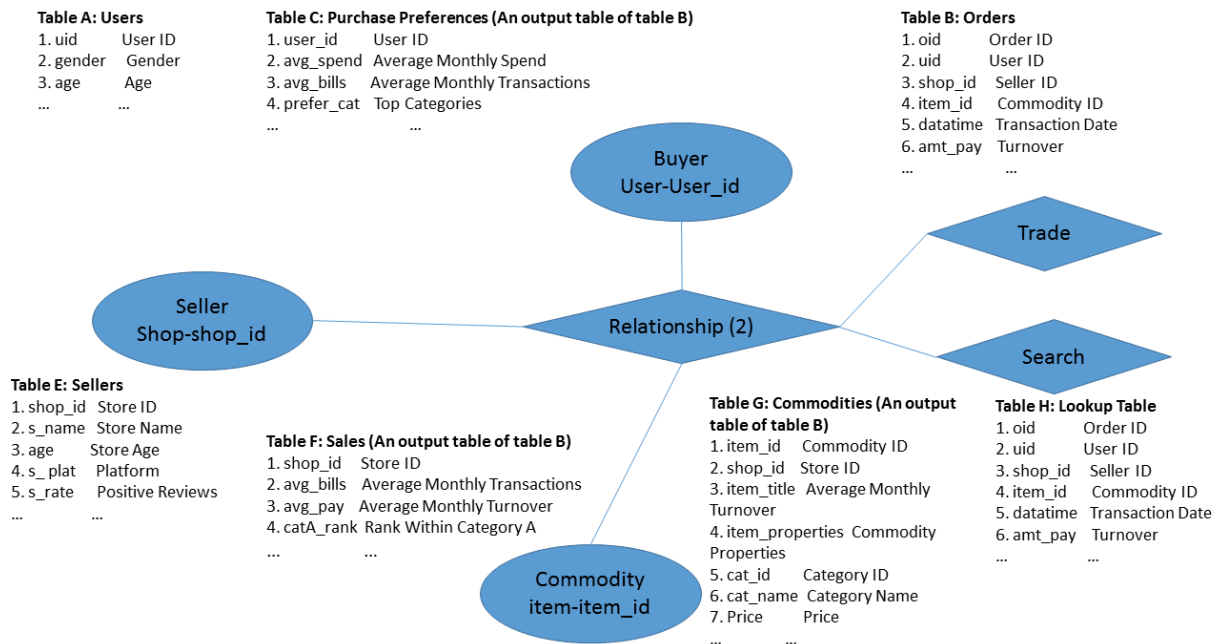 Table A: Users
1. uid User ID
2. gender Gender
3. age Age
... ...
Table C: Purchase Preferences (An output table of table B)
1. user_id User ID
2. avg_spend Average Monthly Spend
3. avg_bills Average Monthly Transactions
4. prefer_cat Top Categories
... ...
Table B: Orders
1. oid Order ID
2. uid User ID
3. shop_id Seller ID
4. item_id Commodity ID
5. datatime Transaction Date
6. amt_pay Turnover
... ...
Buyer
User-User_id
Trade
Seller
Shop-shop_id
Relationship (2)
Search
Table E: Sellers
1. shop_id Store ID
2. s_name Store Name
3. age Store Age
4. s_ plat Platform
5. s_rate Positive Reviews
... ...
Table F: Sales (An output table of table B)
1. shop_id Store ID
2. avg_bills Average Monthly Transactions
3. avg_pay Average Monthly Turnover
4. catA_rank Rank Within Category A
... ...
Commodity
item-item_id
Table G: Commodities (An output
table of table B)
1. item_id Commodity ID
2. shop_id Store ID
3. item_title Average Monthly
Turnover
4. item_properties Commodity
Properties
5. cat_id Category ID
6. cat_name Category Name
7. Price Price
... ...
Table H: Lookup Table
1. oid Order ID
2. uid User ID
3. shop_id Seller ID
4. item_id Commodity ID
5. datatime Transaction Date
6. amt_pay Turnover
... ...